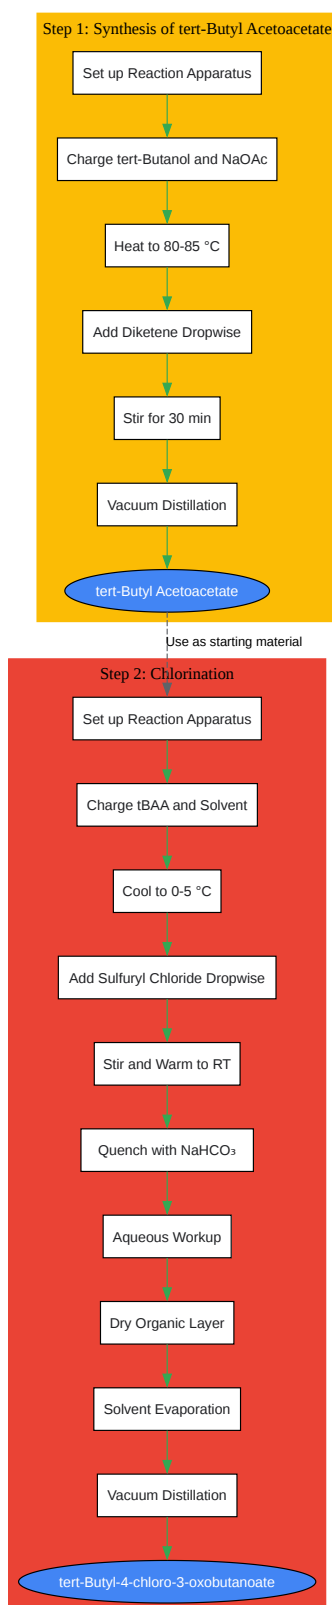 Step 1: Synthesis of tert-Butyl Acetoacetate
Set up Reaction Apparatus
Charge tert-Butanol and NaOAc
Heat to 80-85 °C
Add Diketene Dropwise
Stir for 30 min
Vacuum Distillation
tert-Butyl Acetoacetate
Use as starting material
Step 2: Chlorination
Set up Reaction Apparatus
Charge tBAA and Solvent
Cool to 0-5 °C
Add Sulfuryl Chloride Dropwise
Stir and Warm to RT
Quench with NaHCO₃
Aqueous Workup
Dry Organic Layer
Solvent Evaporation
Vacuum Distillation
tert-Butyl-4-chloro-3-oxobutanoate